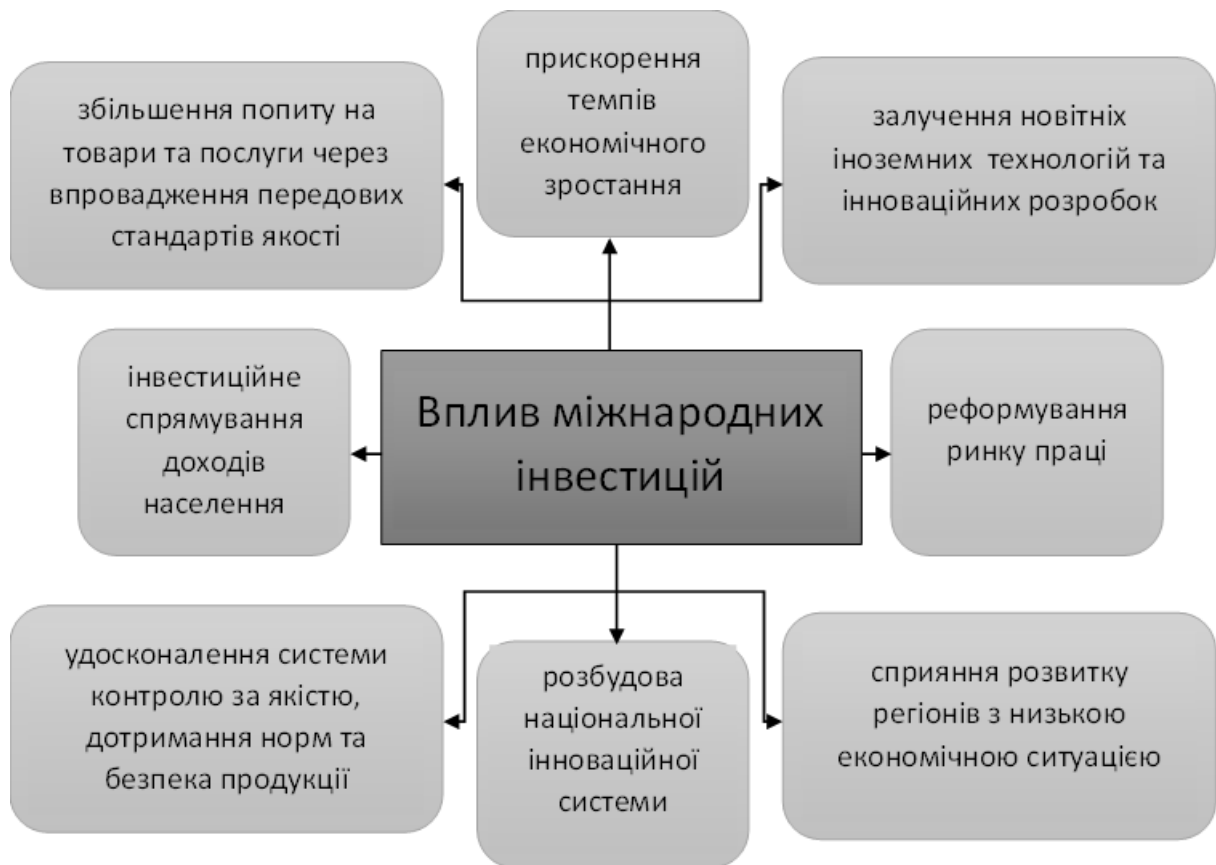 збільшення попиту на
товари та послуги через
впровадження передових
стандартів якості
прискорення
темпів
економічного
зростання
залучення новітніх
іноземних технологій та
інноваційних розробок
інвестиційне
спрямування
доходів
населення
Вплив міжнародних
інвестицій
реформування
ринку праці
удосконалення системи
контролю за якістю,
дотримання норм та
безпека продукції
розбудова
національної
інноваційної
системи
сприяння розвитку
регіонів з низькою
економічною ситуацією